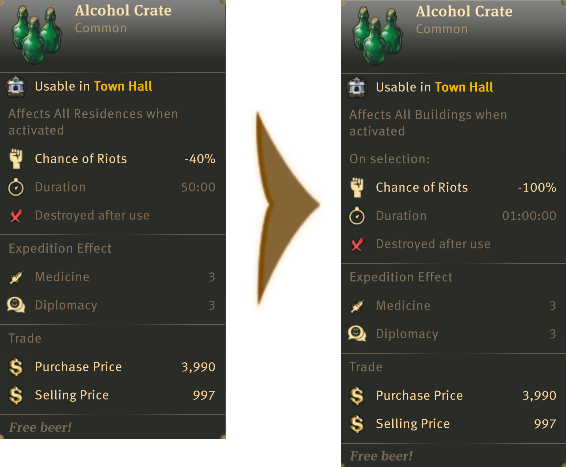 Alcohol Crate
Common
Usable in Town Hall
Affects All Residences when
activated
Chance of Riots -40%
Duration 50:00
Destroyed after use
Expedition Effect
Medicine 3
Diplomacy 3
Trade
Purchase Price 3,990
Selling Price 997
Free beer!
Alcohol Crate
Common
Usable in Town Hall
Affects All Buildings when
activated
On selection:
Chance of Riots -100%
Duration 01:00:00
Destroyed after use
Expedition Effect
Medicine 3
Diplomacy 3
Trade
Purchase Price 3,990
Selling Price 997
Free beer!